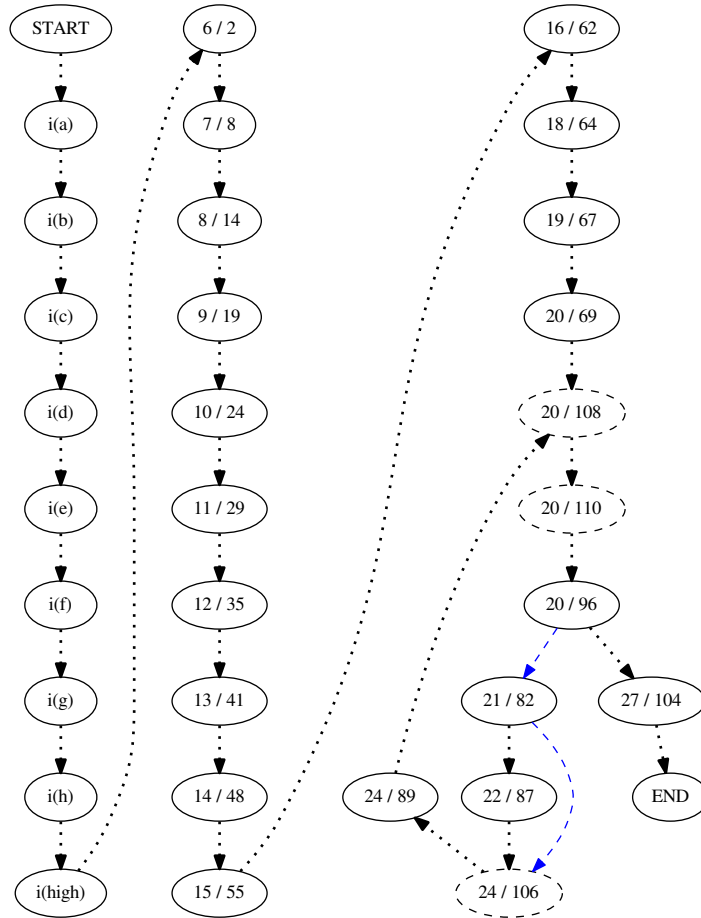 START
i(a)
i(b)
i(c)
i(d)
i(e)
i(f)
i(g)
i(h)
i(high)
6 / 2
7 / 8
8 / 14
9 / 19
10 / 24
11 / 29
12 / 35
13 / 41
14 / 48
15 / 55
16 / 62
18 / 64
19 / 67
20 / 69
20 / 108
20 / 110
20 / 96
21 / 82
27 / 104
24 / 89
22 / 87
END
24 / 106